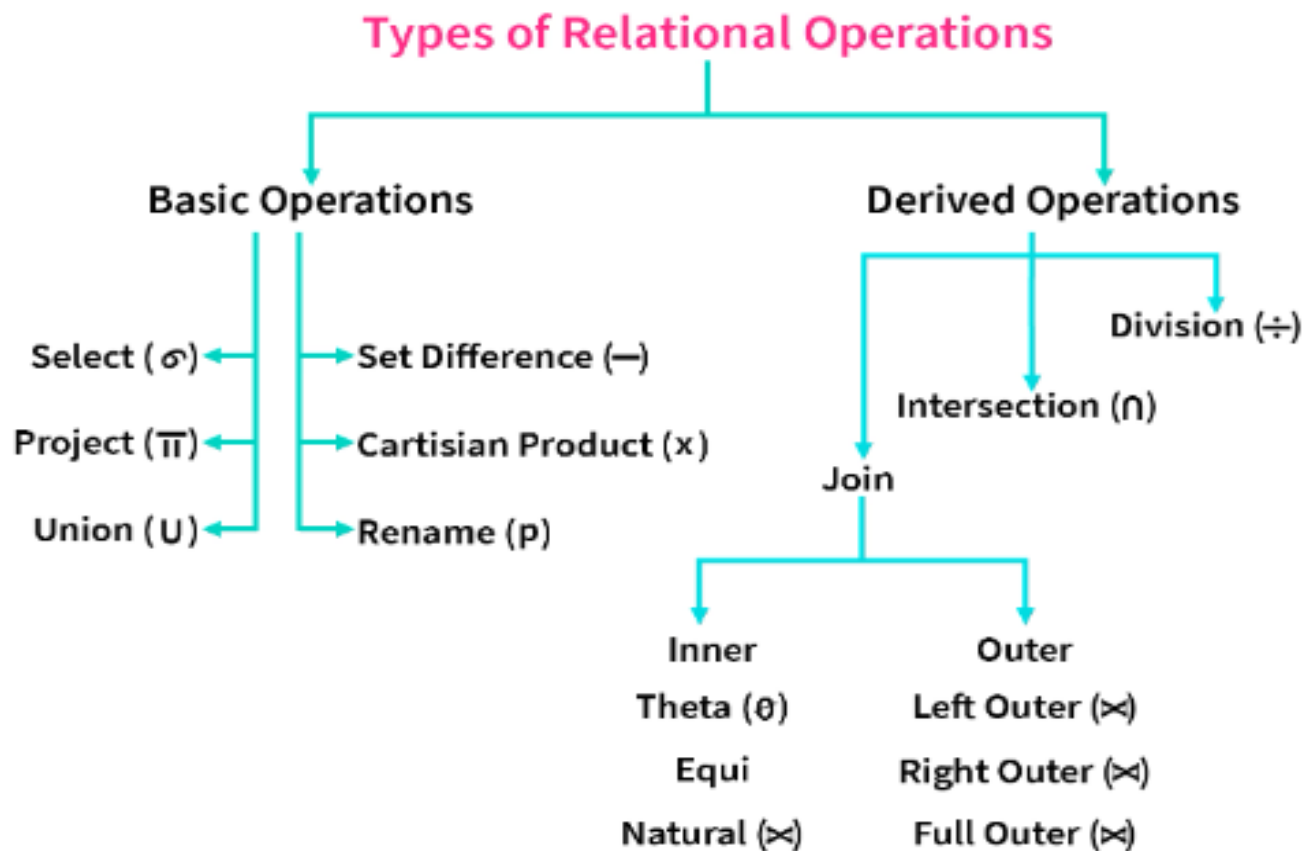 Types of Relational Operations
Basic Operations
Select (σ)
Project (π)
Union (∪)
Set Difference (—)
Cartisian Product (x)
Rename (p)
Derived Operations
Division (÷)
Intersection (∩)
Join
Inner
Theta (θ)
Equi
Natural (⋈)
Outer
Left Outer (⋈)
Right Outer (⋈)
Full Outer (⋈)